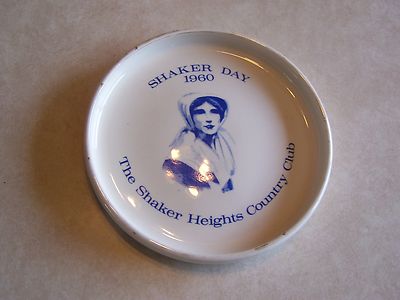 SHAKER DAY
1960
The Shaker Heights Country Club